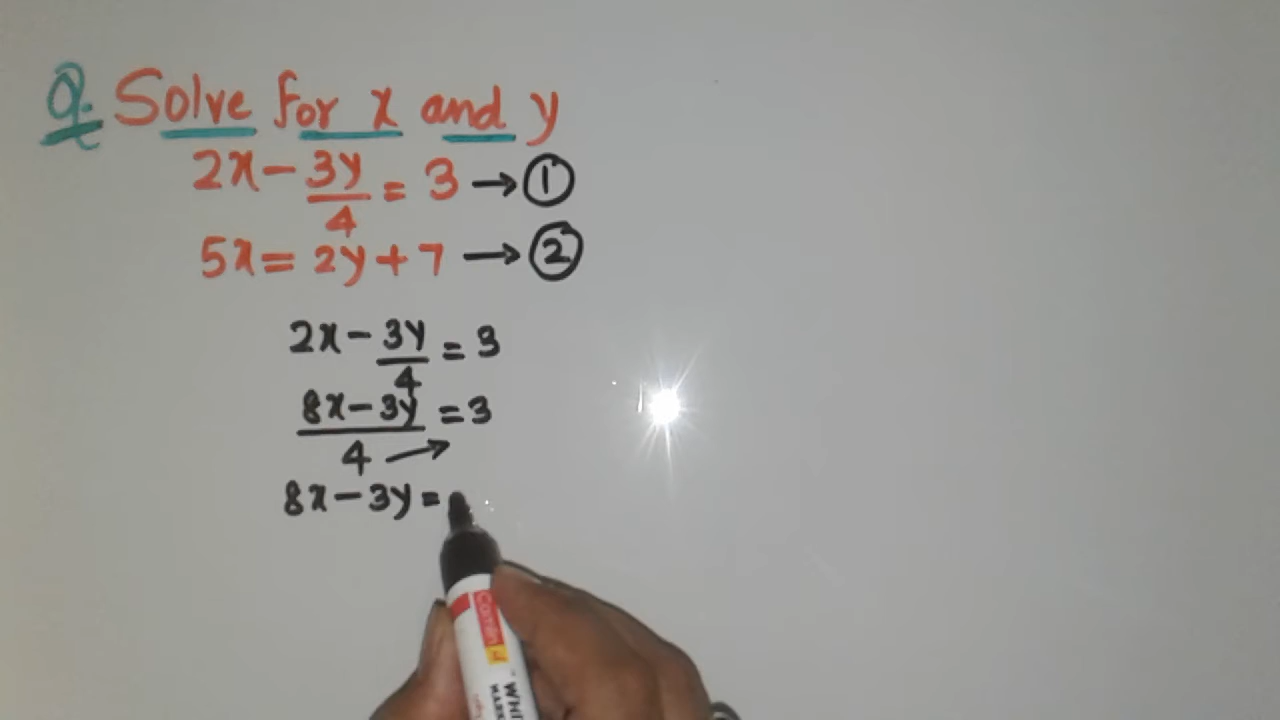 Q. Solve for x and y
2x - 3y/4 = 3 → ①
5x = 2y + 7 → ②
2x - 3y/4 = 3
8x - 3y/4 = 3
8x - 3y =
Camlin